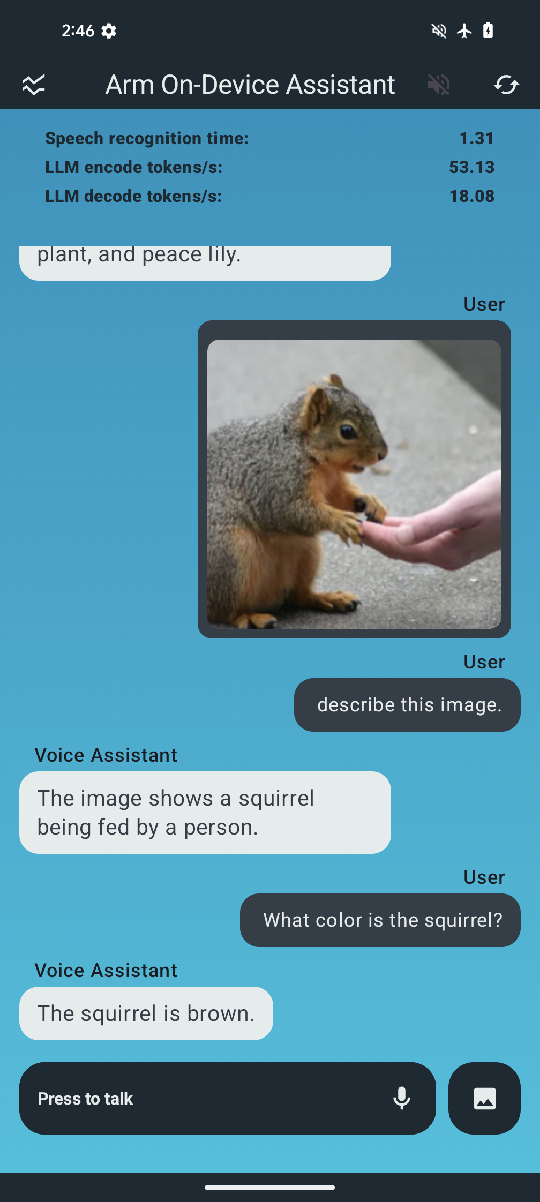 2:46
Arm On-Device Assistant
Speech recognition time: 1.31
LLM encode tokens/s: 53.13
LLM decode tokens/s: 18.08
plant, and peace lily.
User
User
describe this image.
Voice Assistant
The image shows a squirrel
being fed by a person.
User
What color is the squirrel?
Voice Assistant
The squirrel is brown.
Press to talk